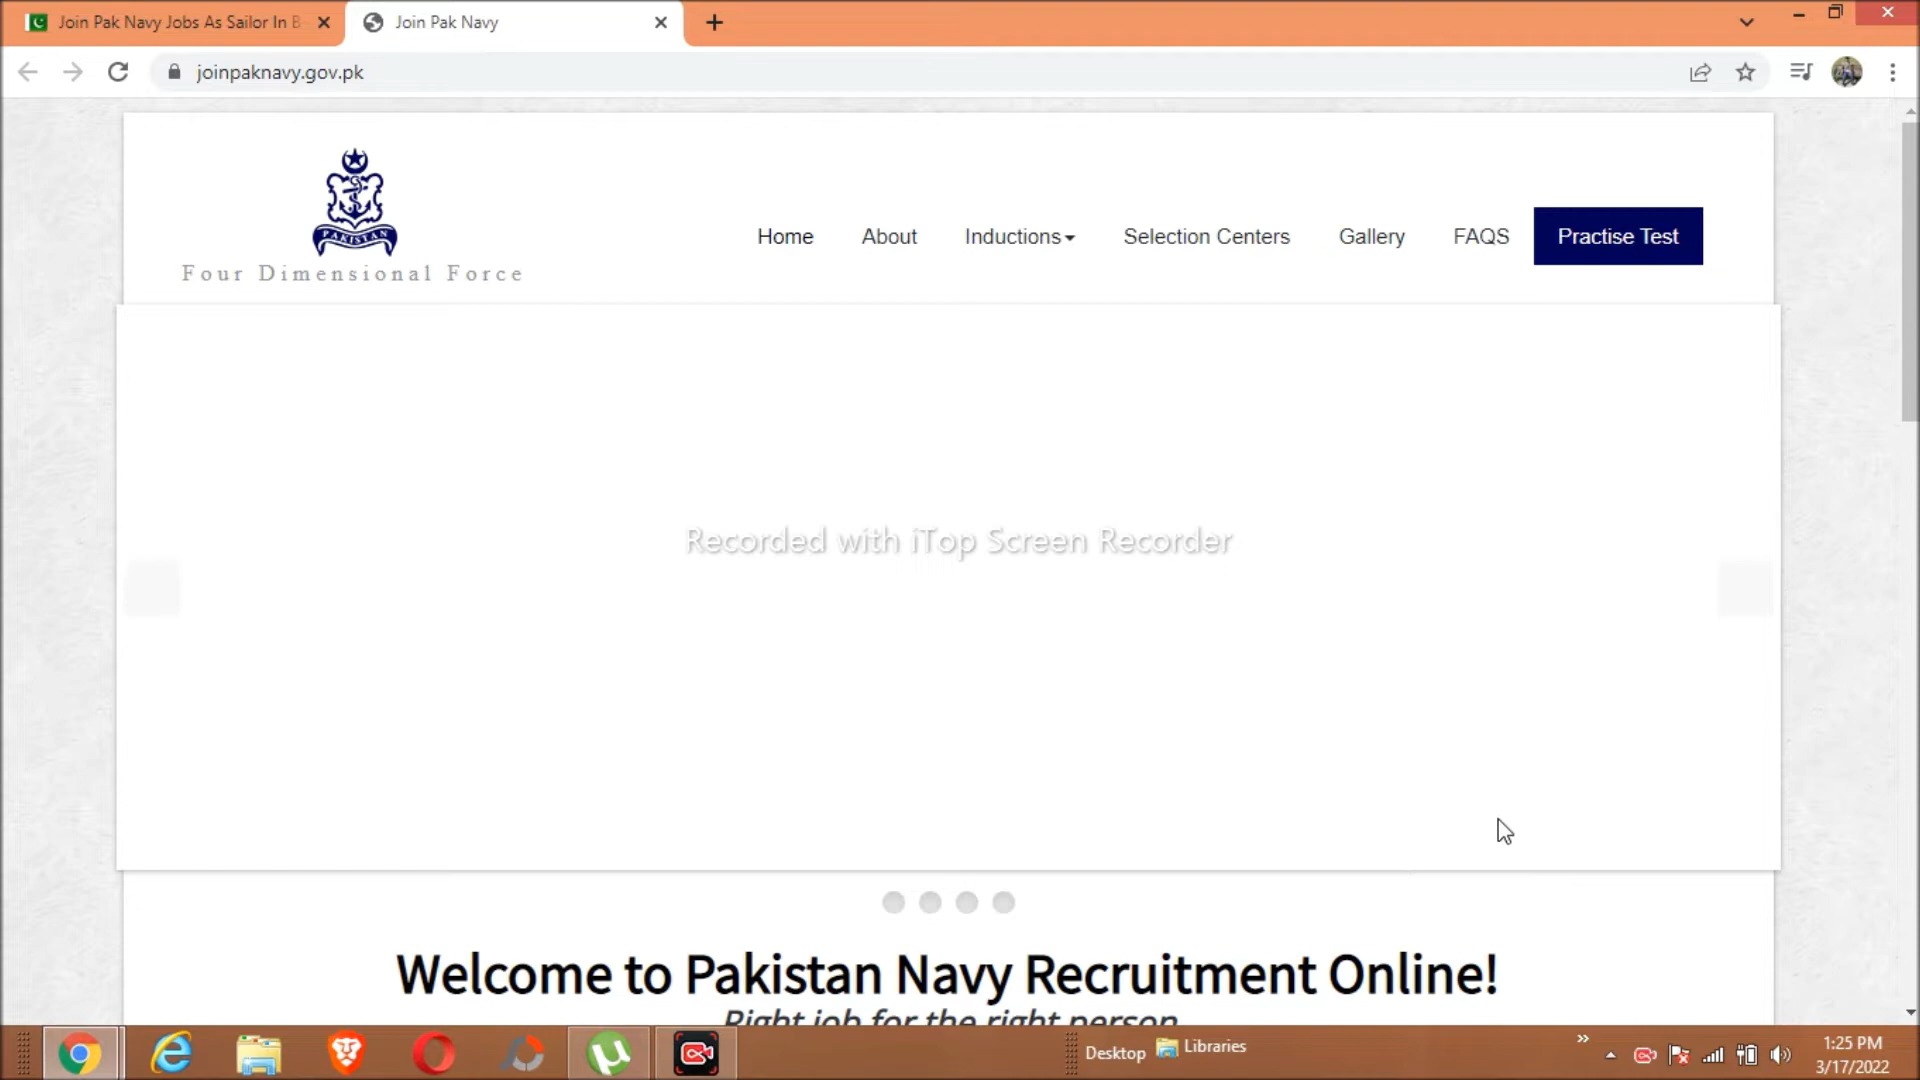 Join Pak Navy Jobs As Sailor In B
Join Pak Navy
joinpaknavy.gov.pk
PAKISTAN
Four Dimensional Force
Home
About
Inductions
Selection Centers
Gallery
FAQS
Practise Test
Recorded with iTop Screen Recorder
Welcome to Pakistan Navy Recruitment Online!
Right job for the right person
Desktop
Libraries
1:25 PM
3/17/2022